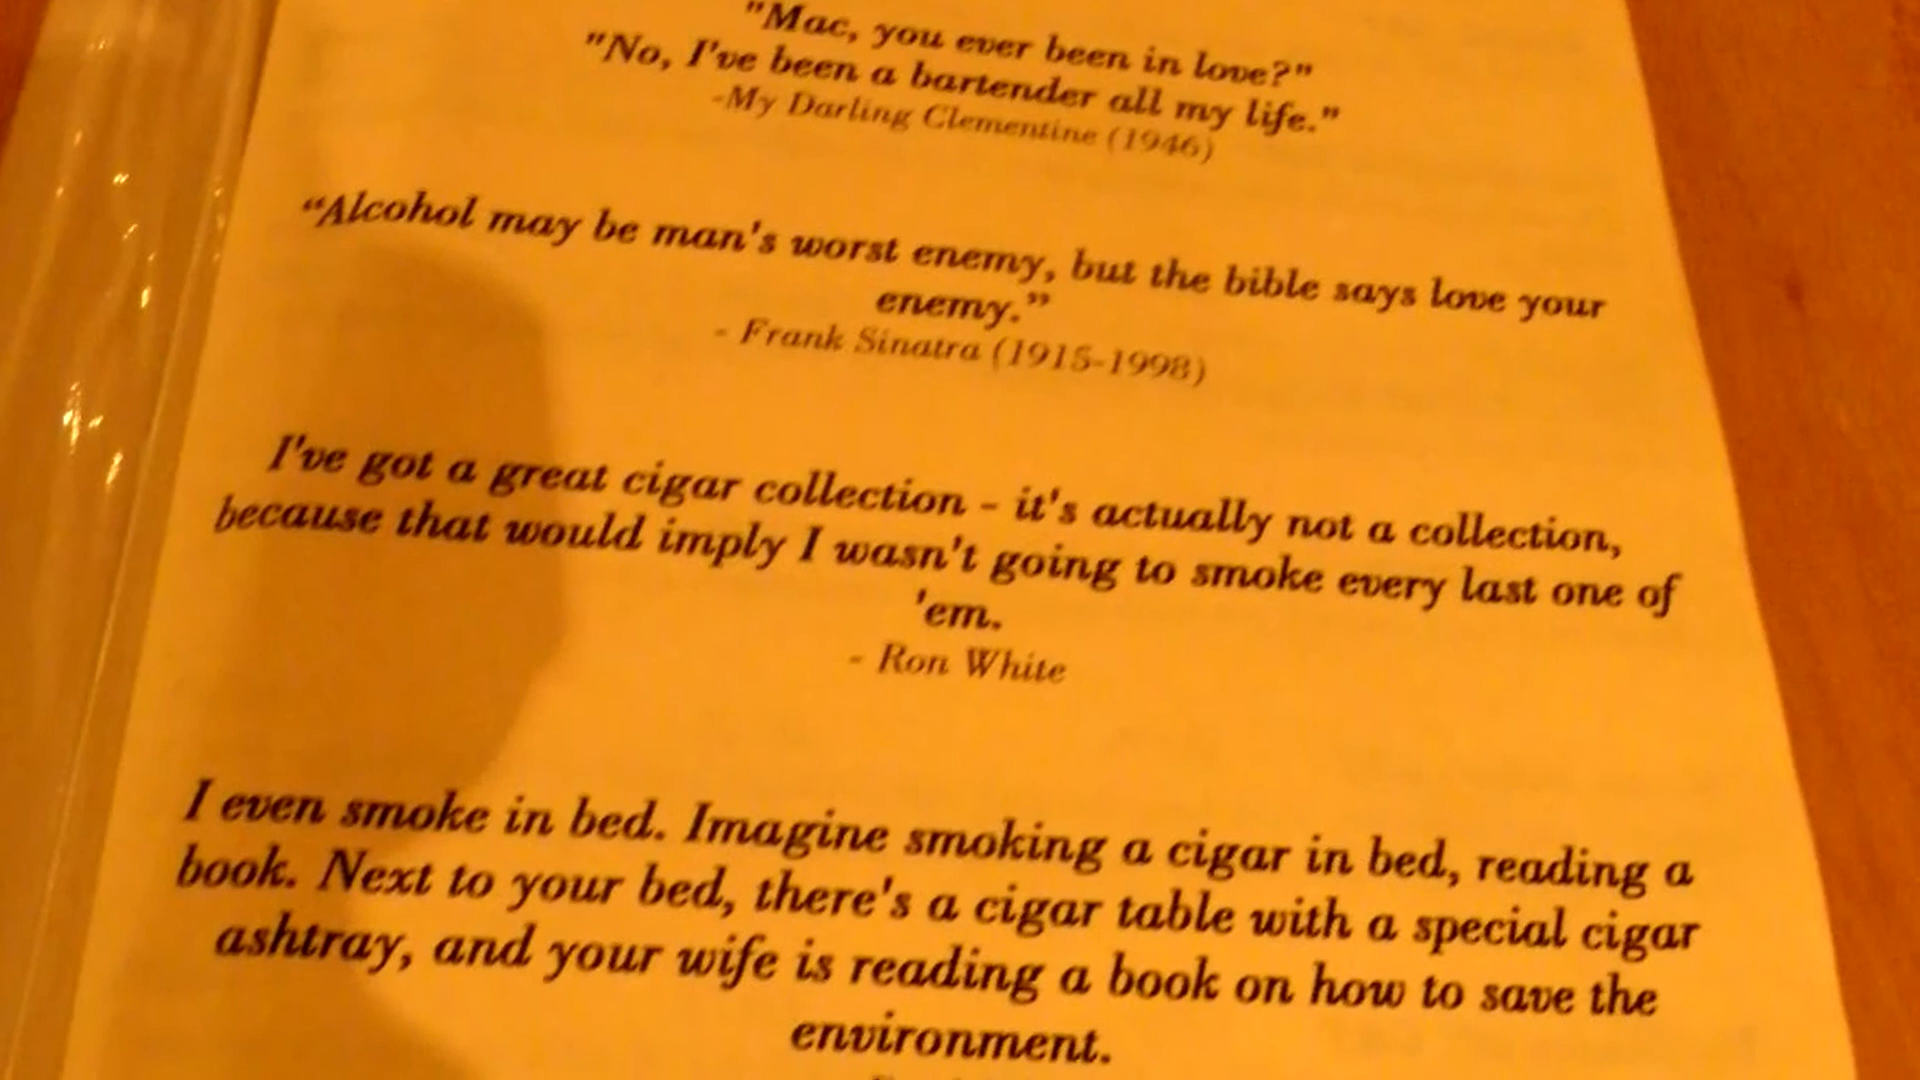 "Mac, you ever been in love?"
"No, I've been a bartender all my life."
-My Darling Clementine (1946)
“Alcohol may be man's worst enemy, but the bible says love your
enemy.”
- Frank Sinatra (1915-1998)
I've got a great cigar collection - it's actually not a collection,
because that would imply I wasn't going to smoke every last one of
'em.
- Ron White
I even smoke in bed. Imagine smoking a cigar in bed, reading a
book. Next to your bed, there's a cigar table with a special cigar
ashtray, and your wife is reading a book on how to save the
environment.